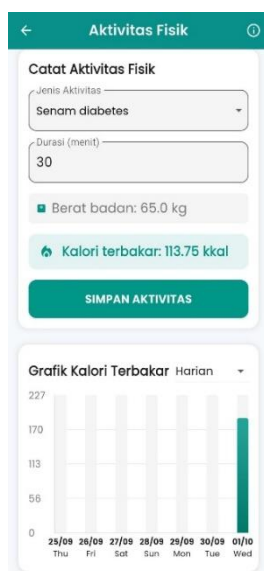 Aktivitas Fisik
Catat Aktivitas Fisik
Jenis Aktivitas
Senam diabetes
Durasi (menit)
30
Berat badan: 65.0 kg
Kalori terbakar: 113.75 kkal
SIMPAN AKTIVITAS
Grafik Kalori Terbakar Harian
227
170
113
56
0
25/09 26/09 27/09 28/09 29/09 30/09 01/10
Thu Fri Sat Sun Mon Tue Wed